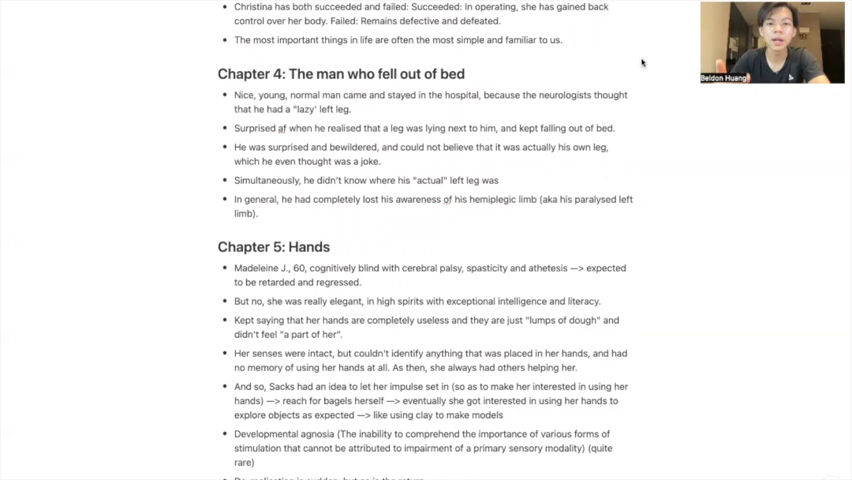 Christina has both succeeded and failed: Succeeded: In operating, she has gained back
control over her body. Failed: Remains defective and defeated.
The most important things in life are often the most simple and familiar to us.
Beldon Huang
Chapter 4: The man who fell out of bed
Nice, young, normal man came and stayed in the hospital, because the neurologists thought
that he had a "lazy' left leg.
Surprised af when he realised that a leg was lying next to him, and kept falling out of bed.
He was surprised and bewildered, and could not believe that it was actually his own leg,
which he even thought was a joke.
Simultaneously, he didn't know where his "actual" left leg was
In general, he had completely lost his awareness of his hemiplegic limb (aka his paralysed left
limb).
Chapter 5: Hands
Madeleine J., 60, cognitively blind with cerebral palsy, spasticity and athetesis —> expected
to be retarded and regressed.
But no, she was really elegant, in high spirits with exceptional intelligence and literacy.
Kept saying that her hands are completely useless and they are just "lumps of dough" and
didn't feel "a part of her".
Her senses were intact, but couldn't identify anything that was placed in her hands, and had
no memory of using her hands at all. As then, she always had others helping her.
And so, Sacks had an idea to let her impulse set in (so as to make her interested in using her
hands) —> reach for bagels herself —> eventually she got interested in using her hands to
explore objects as expected —> like using clay to make models
Developmental agnosia (The inability to comprehend the importance of various forms of
stimulation that cannot be attributed to impairment of a primary sensory modality) (quite
rare)